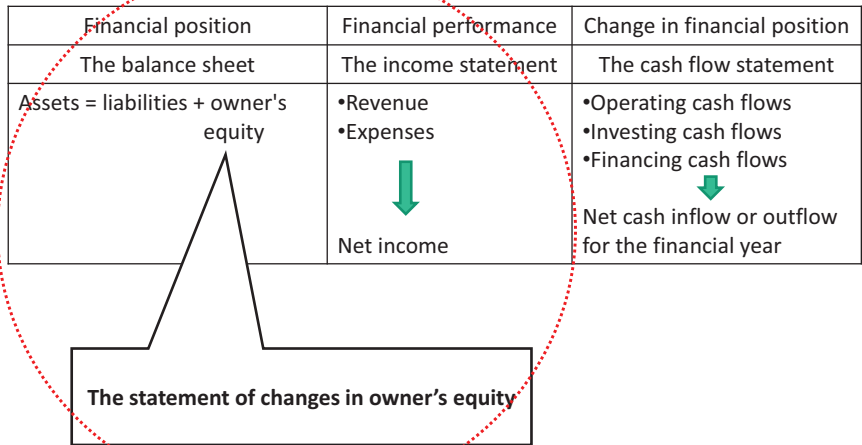 Financial position
Financial performance
Change in financial position
The balance sheet
The income statement
The cash flow statement
Assets = liabilities + owner's
equity
•Revenue
•Expenses
Net income
•Operating cash flows
•Investing cash flows
•Financing cash flows
Net cash inflow or outflow
for the financial year
The statement of changes in owner’s equity